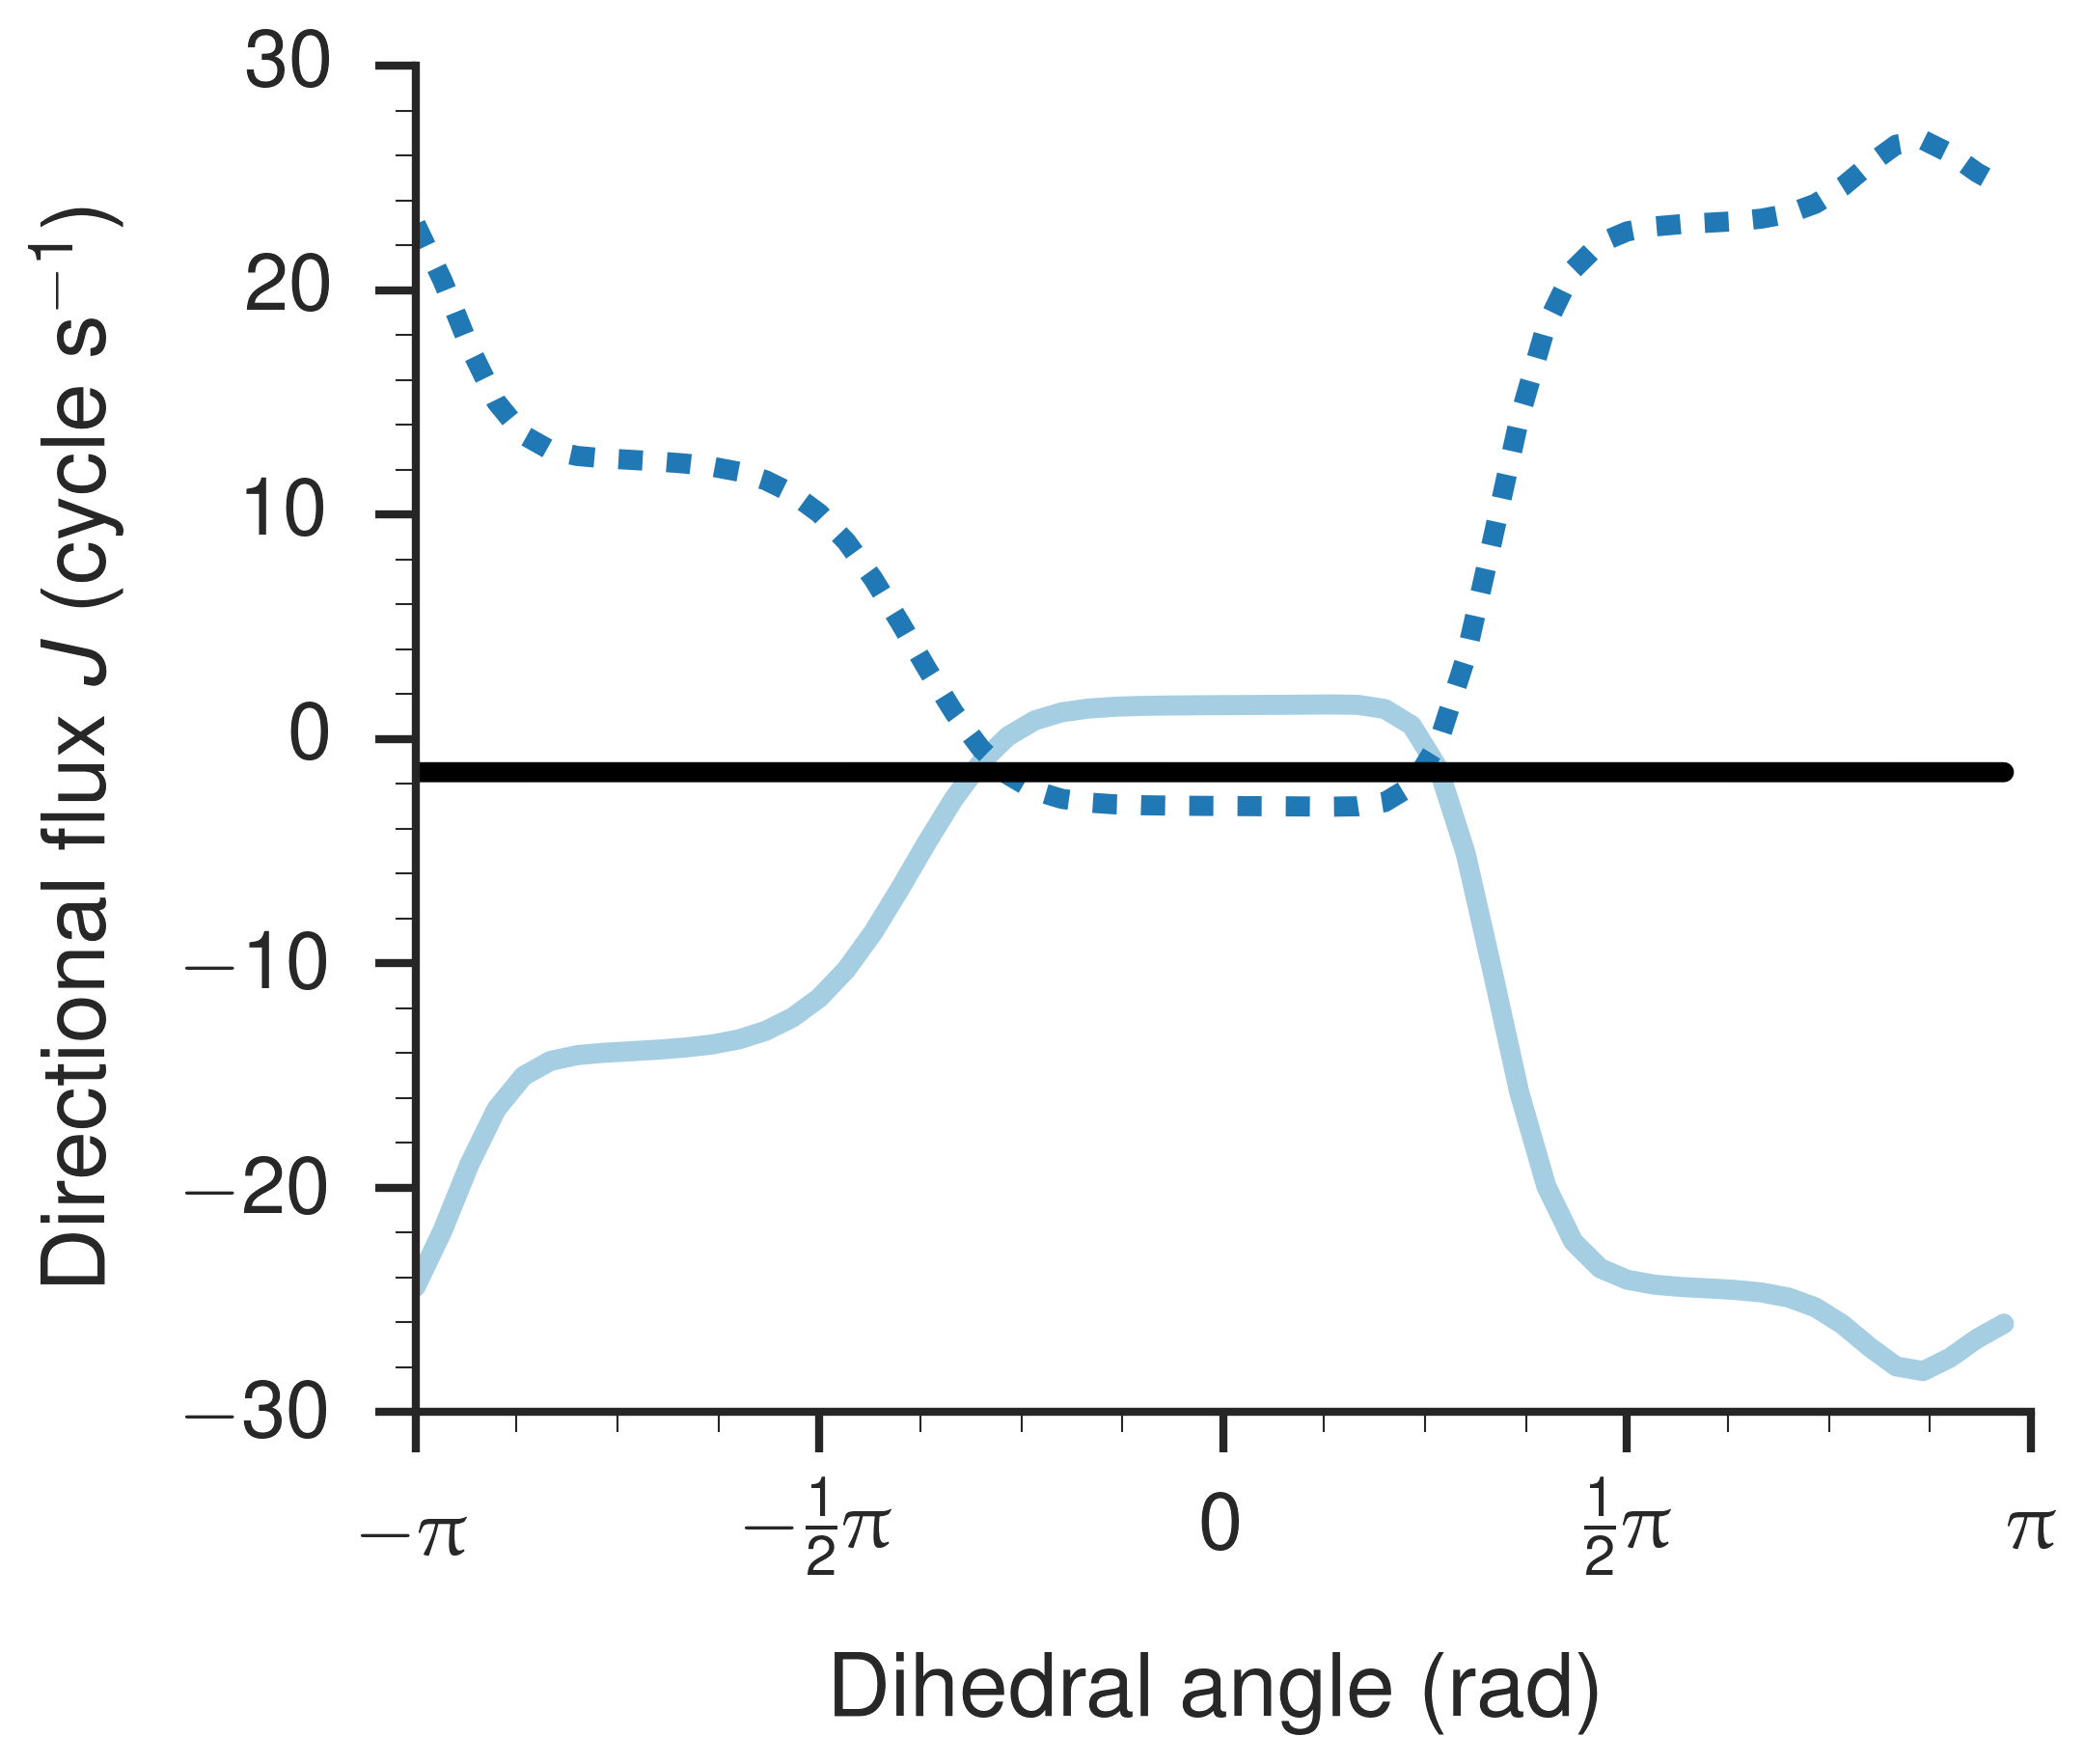 Directional flux J (cycle s⁻¹)
30
20
10
0
−10
−20
−30
−π
−½π
0
½π
π
Dihedral angle (rad)